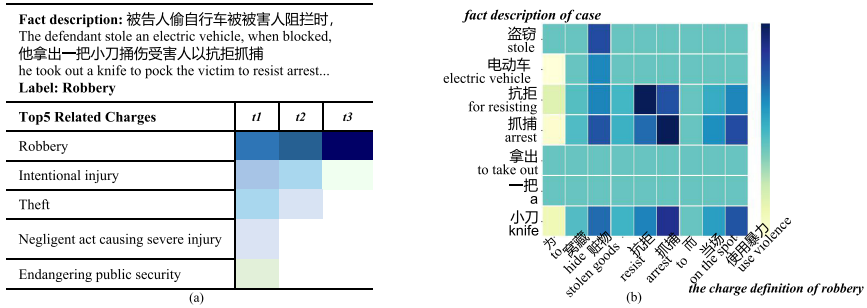 Fact description: 被告人偷自行车被被害人阻拦时，
The defendant stole an electric vehicle, when blocked,
他拿出一把小刀捅伤受害人以抗拒抓捕
he took out a knife to pock the victim to resist arrest...
Label: Robbery
Top5 Related Charges t1 t2 t3
Robbery
Intentional injury
Theft
Negligent act causing severe injury
Endangering public security
(a)
fact description of case
盗窃
stole
电动车
electric vehicle
抗拒
for resisting
抓捕
arrest
拿出
to take out
一把
a
小刀
knife
为
to
窝藏
hide
赃物
stolen goods
.
抗拒
resist
抓捕
arrest
而
to
当场
on the spot
使用暴力
use violence
the charge definition of robbery
(b)